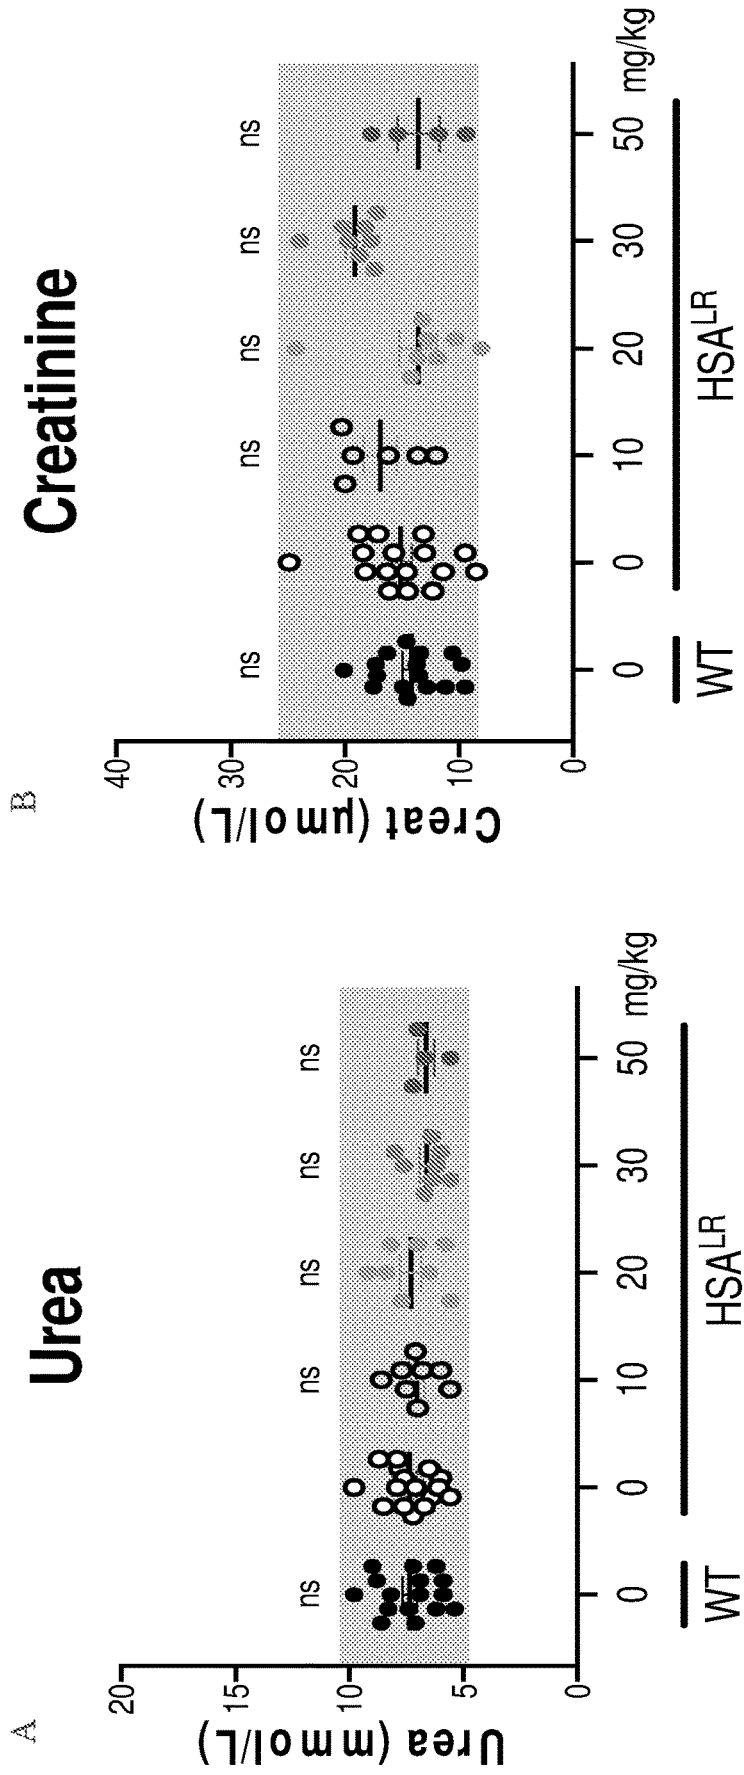 A
Urea
Urea (mmol/L)
20
15
10
5
0
ns ns ns ns ns ns
0 0 10 20 30 50 mg/kg
WT HSA^LR
B
Creatinine
Creat (µmol/L)
40
30
20
10
0
ns ns ns ns ns ns
0 0 10 20 30 50 mg/kg
WT HSA^LR